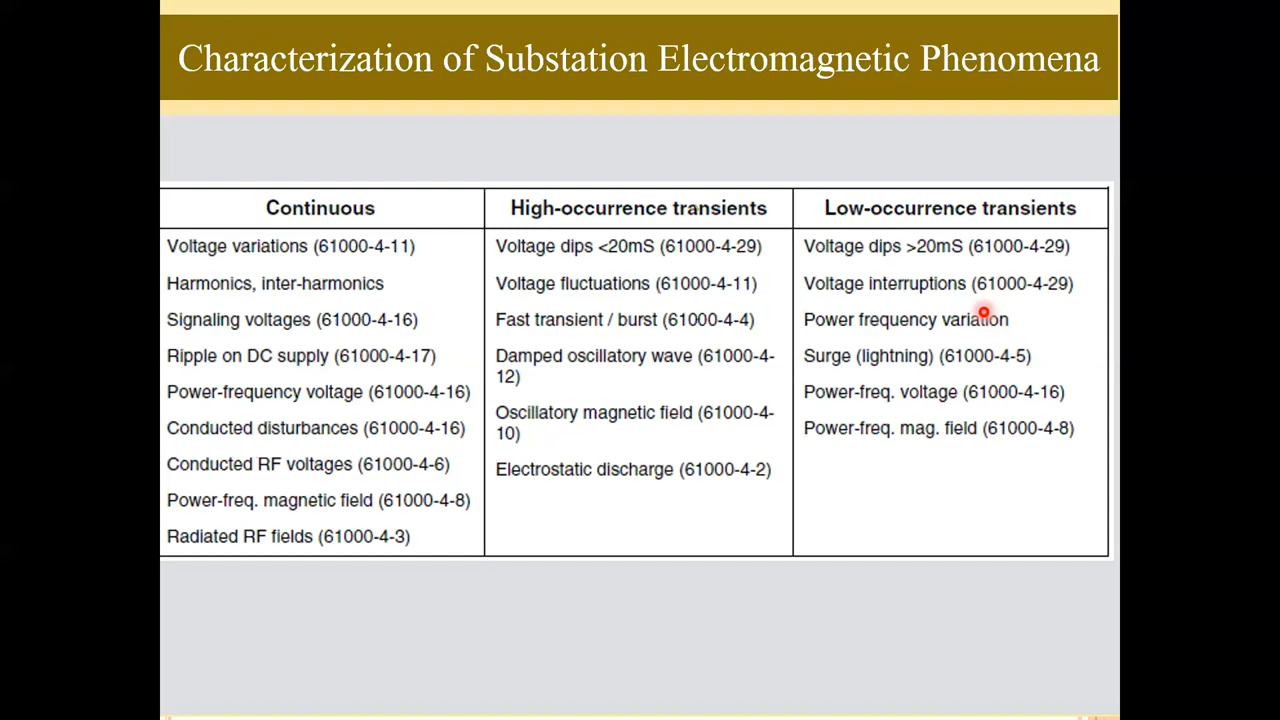 Characterization of Substation Electromagnetic Phenomena
Continuous
Voltage variations (61000-4-11)
Harmonics, inter-harmonics
Signaling voltages (61000-4-16)
Ripple on DC supply (61000-4-17)
Power-frequency voltage (61000-4-16)
Conducted disturbances (61000-4-16)
Conducted RF voltages (61000-4-6)
Power-freq. magnetic field (61000-4-8)
Radiated RF fields (61000-4-3)
High-occurrence transients
Voltage dips <20mS (61000-4-29)
Voltage fluctuations (61000-4-11)
Fast transient / burst (61000-4-4)
Damped oscillatory wave (61000-4-
12)
Oscillatory magnetic field (61000-4-
10)
Electrostatic discharge (61000-4-2)
Low-occurrence transients
Voltage dips >20mS (61000-4-29)
Voltage interruptions (61000-4-29)
Power frequency variation
Surge (lightning) (61000-4-5)
Power-freq. voltage (61000-4-16)
Power-freq. mag. field (61000-4-8)